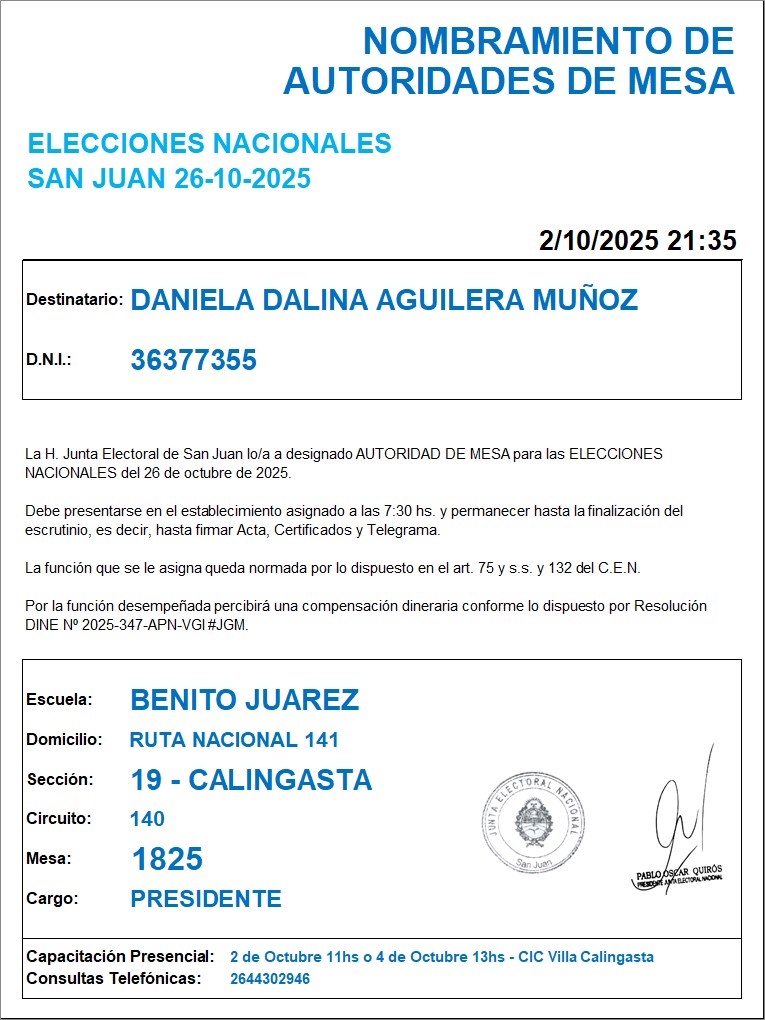 NOMBRAMIENTO DE
AUTORIDADES DE MESA
ELECCIONES NACIONALES
SAN JUAN 26-10-2025
2/10/2025 21:35
Destinatario: DANIELA DALINA AGUILERA MUÑOZ
D.N.I.: 36377355
La H. Junta Electoral de San Juan lo/a a designado AUTORIDAD DE MESA para las ELECCIONES
NACIONALES del 26 de octubre de 2025.
Debe presentarse en el establecimiento asignado a las 7:30 hs. y permanecer hasta la finalización del
escrutinio, es decir, hasta firmar Acta, Certificados y Telegrama.
La función que se le asigna queda normada por lo dispuesto en el art. 75 y s.s. y 132 del C.E.N.
Por la función desempeñada percibirá una compensación dineraria conforme lo dispuesto por Resolución
DINE Nº 2025-347-APN-VGI#JGM.
Escuela: BENITO JUAREZ
Domicilio: RUTA NACIONAL 141
Sección: 19 - CALINGASTA
Circuito: 140
Mesa: 1825
Cargo: PRESIDENTE
JUNTA ELECTORAL NACIONAL
San Juan
PABLO OSCAR QUIRÓS
PRESIDENTE JUNTA ELECTORAL NACIONAL
Capacitación Presencial: 2 de Octubre 11hs o 4 de Octubre 13hs - CIC Villa Calingasta
Consultas Telefónicas: 2644302946